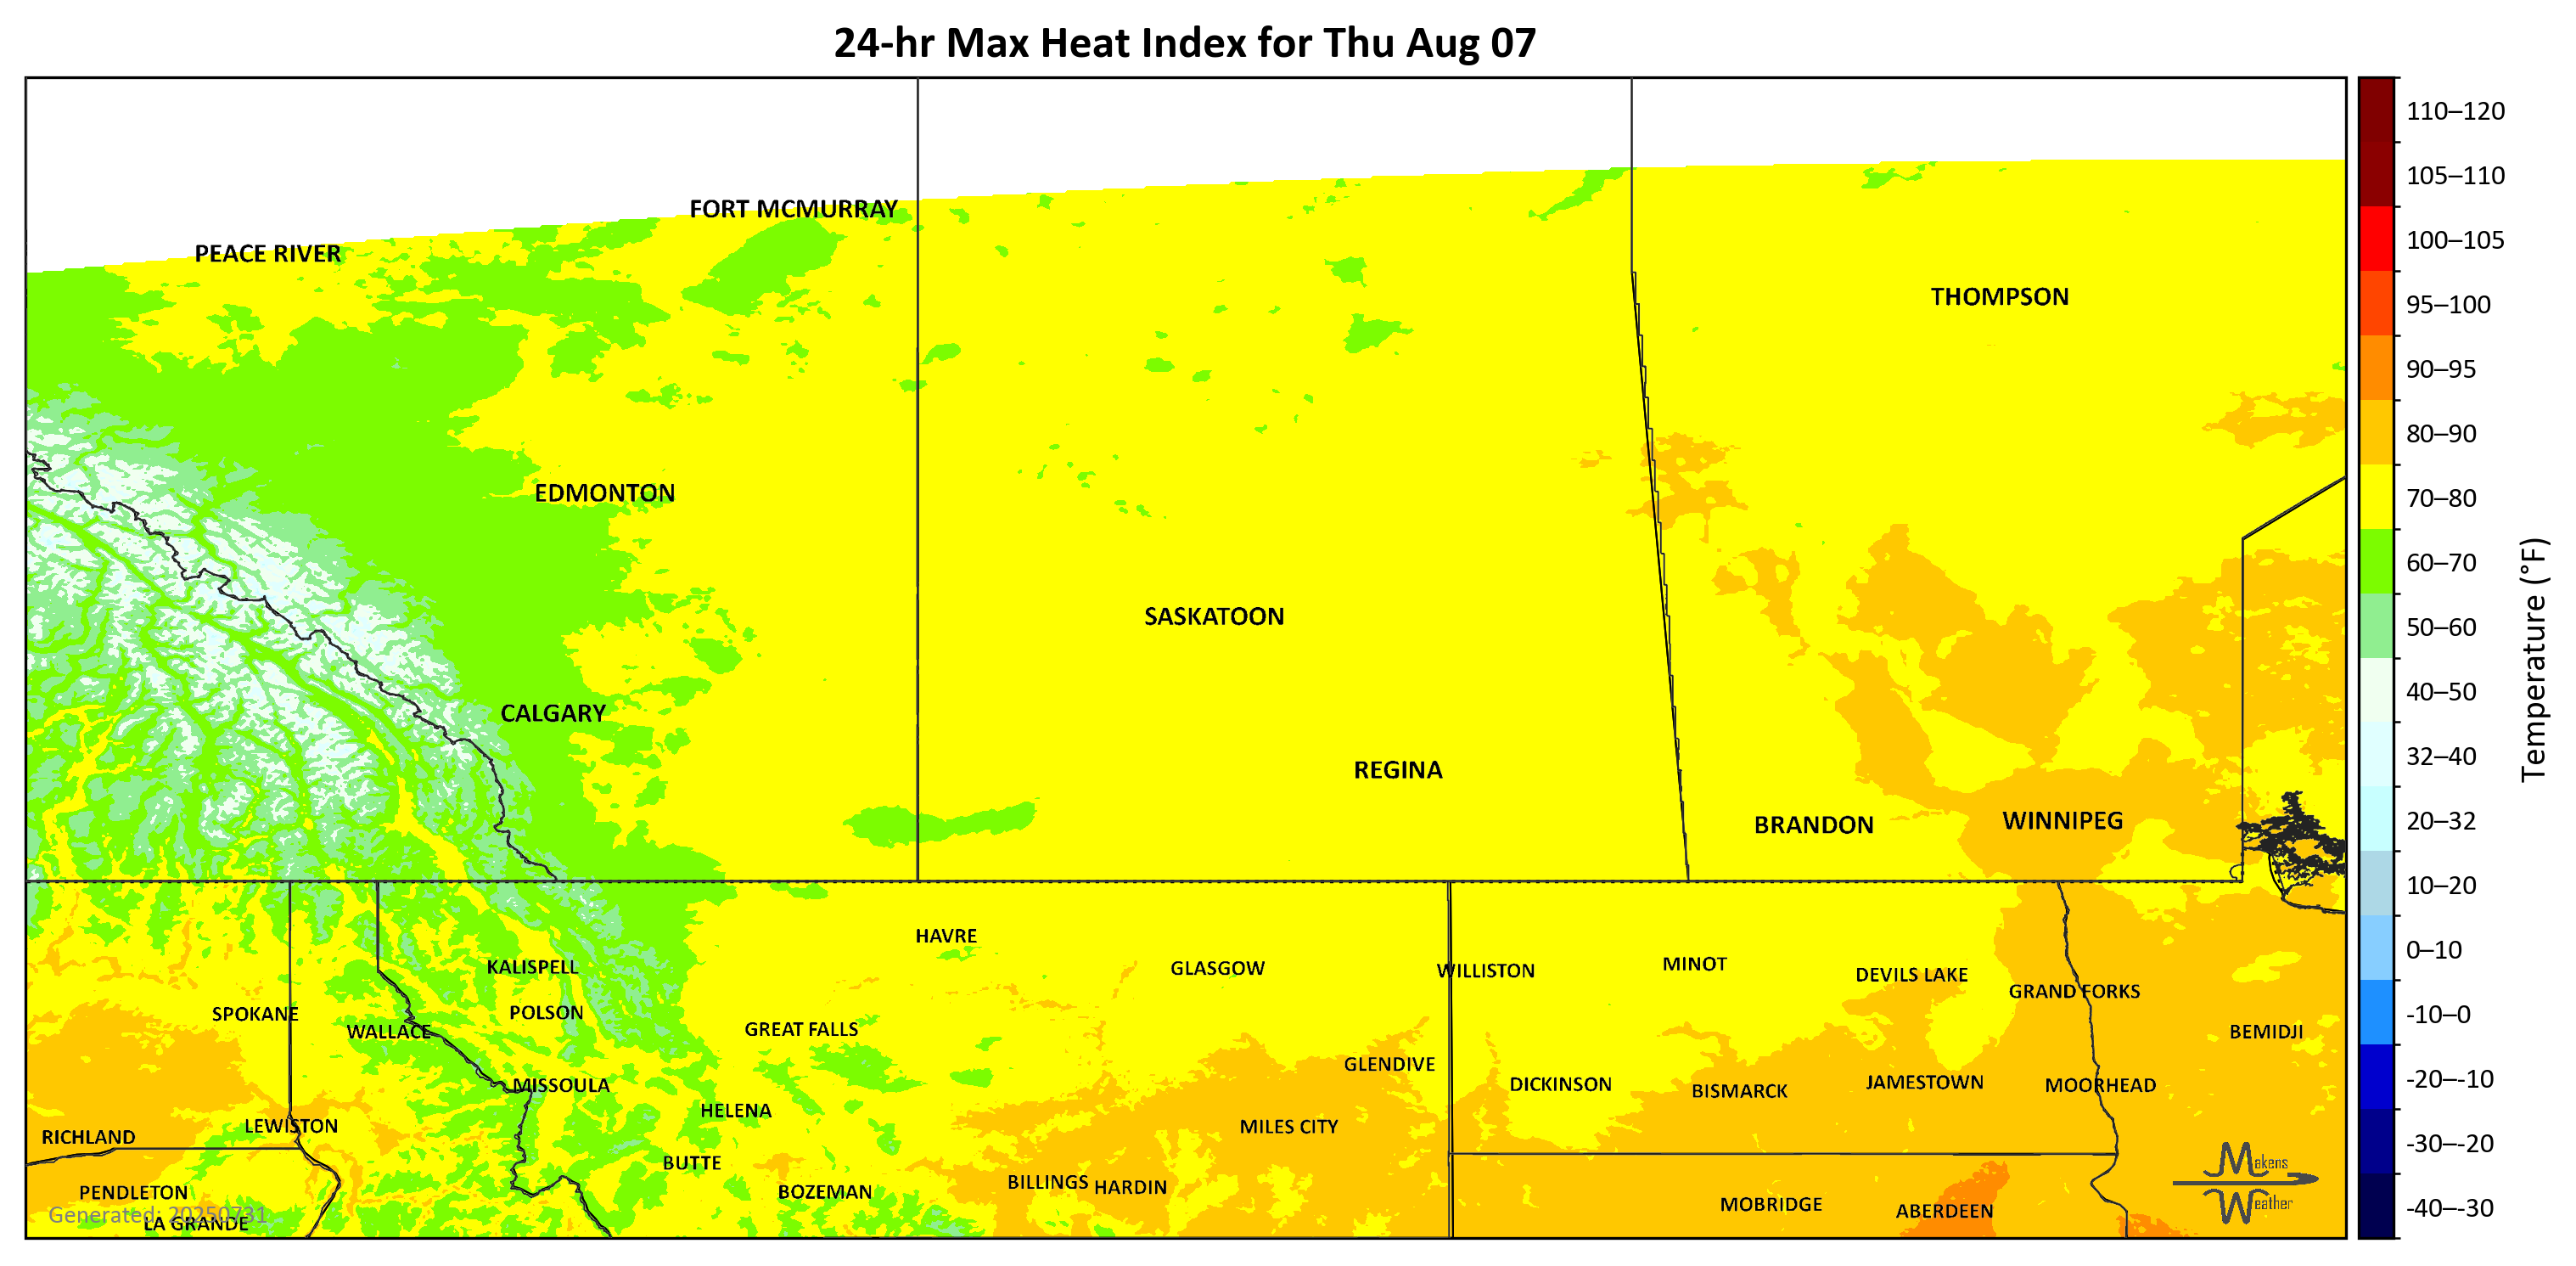 24-hr Max Heat Index for Thu Aug 07
FORT MCMURRAY
PEACE RIVER
THOMPSON
EDMONTON
SASKATOON
CALGARY
REGINA
BRANDON
WINNIPEG
HAVRE
KALISPELL
GLASGOW
WILLISTON
MINOT
DEVILS LAKE
GRAND FORKS
SPOKANE
POLSON
WALLACE
GREAT FALLS
BEMIDJI
GLENDIVE
MISSOULA
DICKINSON
BISMARCK
JAMESTOWN
MOORHEAD
HELENA
LEWISTON
MILES CITY
RICHLAND
BUTTE
PENDLETON
BOZEMAN
BILLINGS
HARDIN
MOBRIDGE
ABERDEEN
Generated: 20250731
LA GRANDE
Makens
Weather
110–120
105–110
100–105
95–100
90–95
80–90
70–80
60–70
50–60
40–50
32–40
20–32
10–20
0–10
-10–0
-20–-10
-30–-20
-40–-30
Temperature (°F)